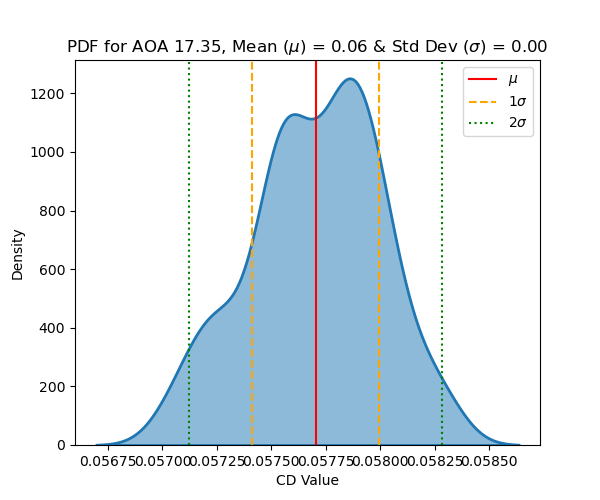 PDF for AOA 17.35, Mean (μ) = 0.06 & Std Dev (σ) = 0.00
μ
1σ
2σ
1200
1000
800
600
400
200
0
Density
0.05675 0.05700 0.05725 0.05750 0.05775 0.05800 0.05825 0.05850
CD Value